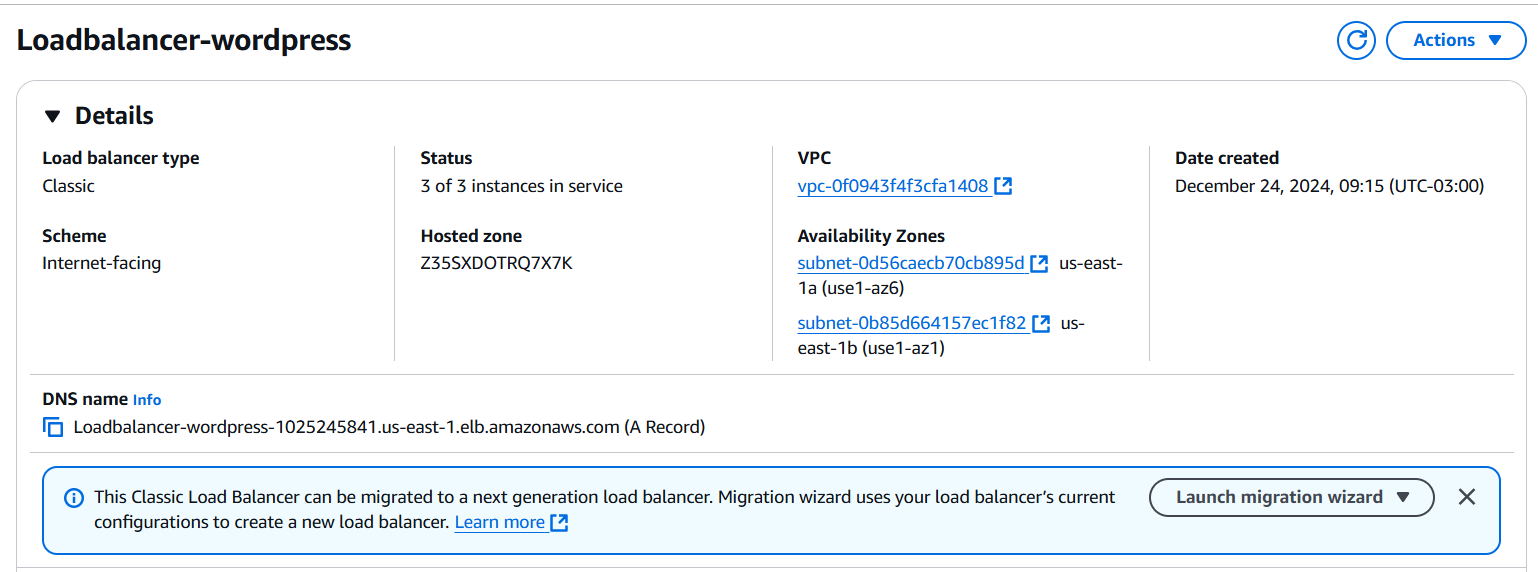 Loadbalancer-wordpress
Actions
Details
Load balancer type
Classic
Status
3 of 3 instances in service
VPC
vpc-0f0943f4f3cfa1408
Date created
December 24, 2024, 09:15 (UTC-03:00)
Scheme
Internet-facing
Hosted zone
Z35SXDOTRQ7X7K
Availability Zones
subnet-0d56caecb70cb895d us-east-
1a (use1-az6)
subnet-0b85d664157ec1f82 us-
east-1b (use1-az1)
DNS name Info
Loadbalancer-wordpress-1025245841.us-east-1.elb.amazonaws.com (A Record)
This Classic Load Balancer can be migrated to a next generation load balancer. Migration wizard uses your load balancer's current
configurations to create a new load balancer. Learn more
Launch migration wizard